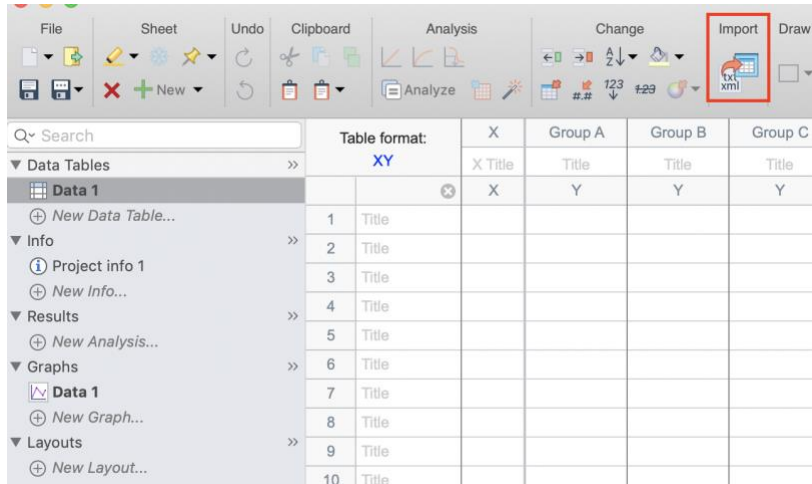 File Sheet Undo Clipboard Analysis Change Import Draw
txt
xml
New Analyze #.# 123 123
Search
Table format:
XY
X Group A Group B Group C
X Title Title Title Title
X Y Y Y
Data Tables
Data 1
New Data Table...
Info
Project info 1
New Info...
Results
New Analysis...
Graphs
Data 1
New Graph...
Layouts
New Layout...
1 Title
2 Title
3 Title
4 Title
5 Title
6 Title
7 Title
8 Title
9 Title
10 Title